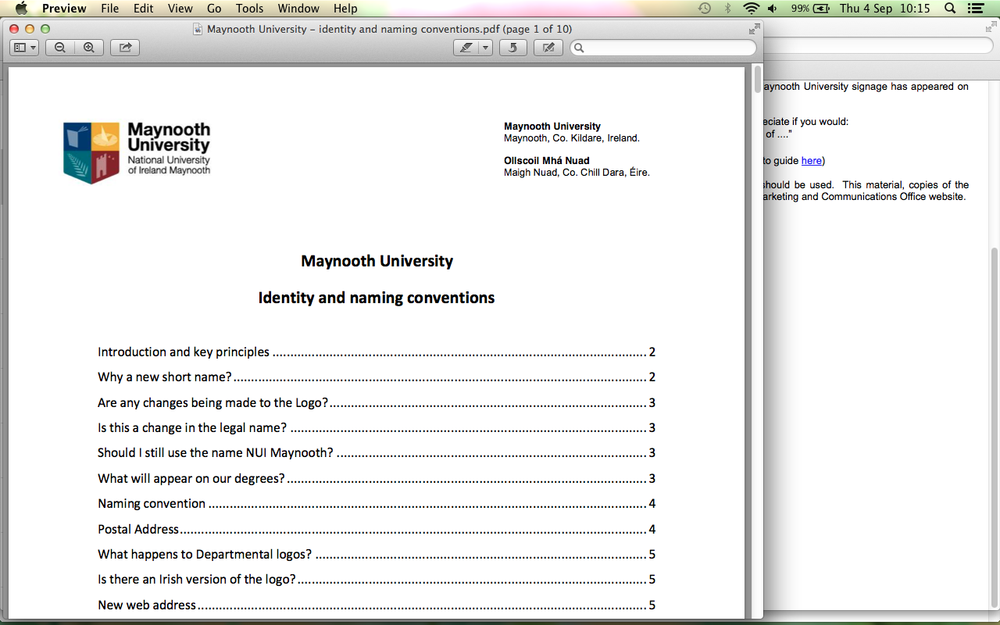 Preview File Edit View Go Tools Window Help 99% Thu 4 Sep 10:15
Maynooth University – identity and naming conventions.pdf (page 1 of 10)
Maynooth
University
National University
of Ireland Maynooth
Maynooth University
Maynooth, Co. Kildare, Ireland.
Ollscoil Mhá Nuad
Maigh Nuad, Co. Chill Dara, Éire.
Maynooth University
Identity and naming conventions
Introduction and key principles ........ 2
Why a new short name? ........ 2
Are any changes being made to the Logo? ........ 3
Is this a change in the legal name? ........ 3
Should I still use the name NUI Maynooth? ........ 3
What will appear on our degrees? ........ 3
Naming convention ........ 4
Postal Address ........ 4
What happens to Departmental logos? ........ 5
Is there an Irish version of the logo? ........ 5
New web address ........ 5
aynooth University signage has appeared on
eciate if you would:
of ...."
to guide here)
should be used. This material, copies of the
arketing and Communications Office website.